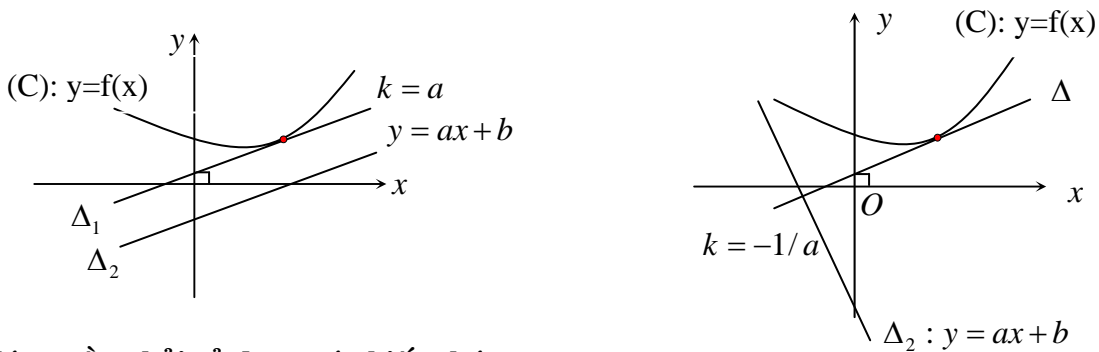 y
(C): y=f(x)
k = a
y = ax + b
x
Δ₁
Δ₂
y
(C): y=f(x)
Δ
x
O
k = −1/a
Δ₂ : y = ax + b